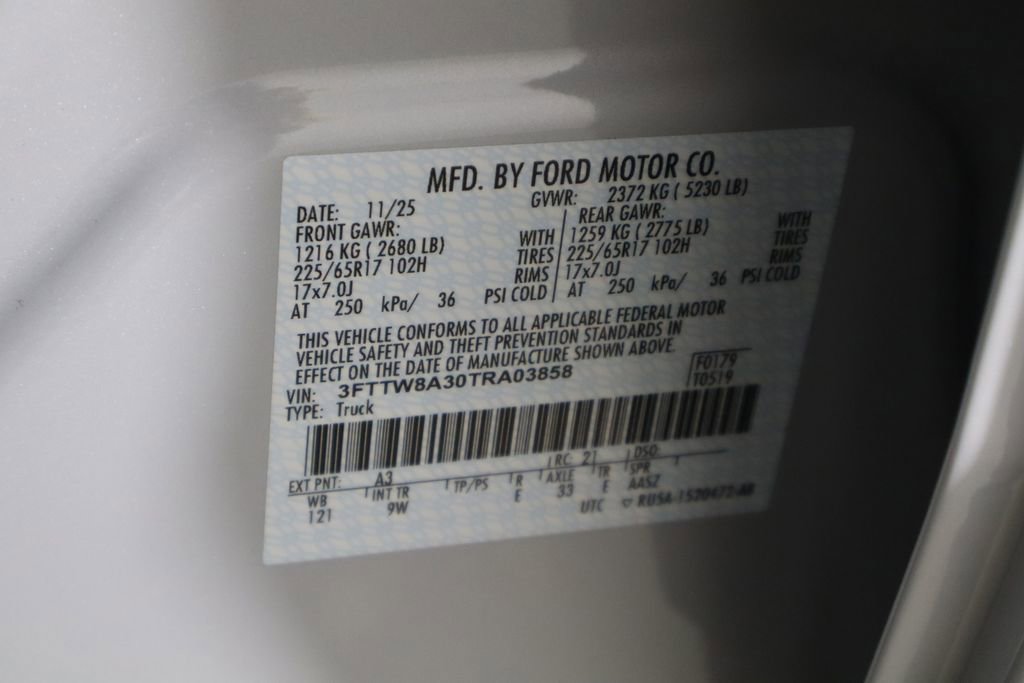 MFD. BY FORD MOTOR CO.
DATE: 11/25 GVWR: 2372 KG ( 5230 LB)
FRONT GAWR: REAR GAWR:
1216 KG ( 2680 LB) WITH 1259 KG ( 2775 LB) WITH
225/65R17 102H TIRES 225/65R17 102H TIRES
17x7.0J RIMS 17x7.0J RIMS
AT 250 kPa/ 36 PSI COLD AT 250 kPa/ 36 PSI COLD
THIS VEHICLE CONFORMS TO ALL APPLICABLE FEDERAL MOTOR
VEHICLE SAFETY AND THEFT PREVENTION STANDARDS IN
EFFECT ON THE DATE OF MANUFACTURE SHOWN ABOVE.
VIN: 3FTTW8A30TRA03858 F0179
TYPE: Truck T0519
EXT PNT: A3 RC: 21 DSO:
WB INT TR TP/PS R AXLE TR SPR
121 9W E 33 E AASZ
UTC ▽ RUSA-1520472-AB